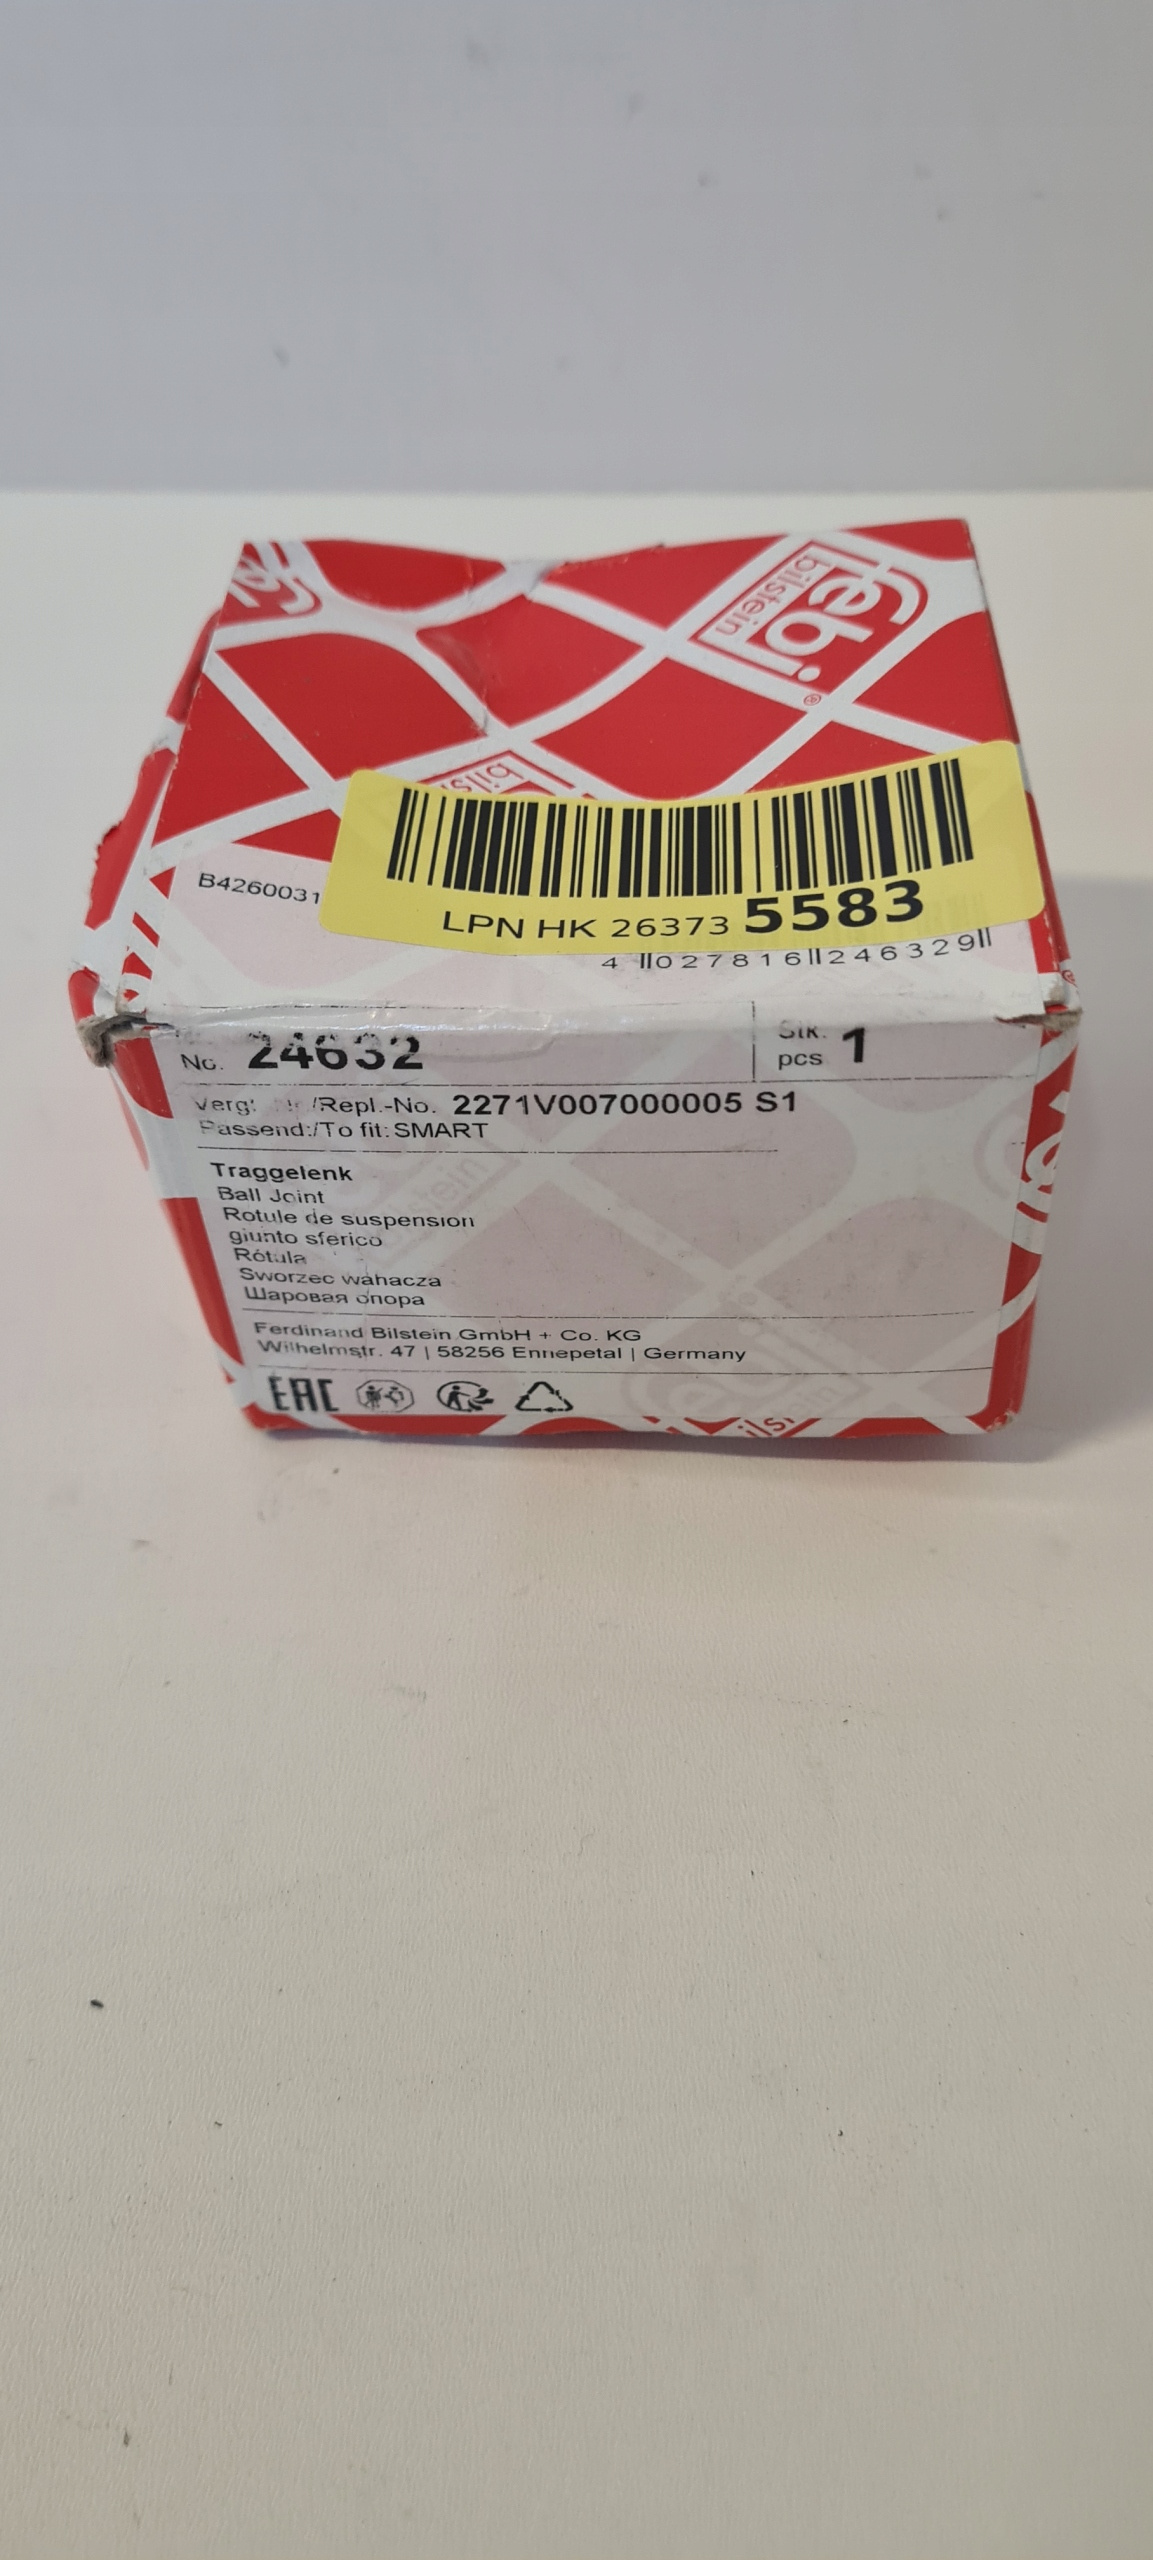 febi®
bilstein
LPN HK 26373 5583
B4260031
4 027816 246329
No. 24632
Stk.
pcs 1
/Repl.-No. 2271V007000005 S1
Passend:/To fit: SMART
Traggelenk
Ball Joint
Rotule de suspension
giunto sferico
Rótula
Sworzec wahacza
Шаровая опора
Ferdinand Bilstein GmbH + Co. KG
Wilhelmstr. 47 | 58256 Ennepetal | Germany
EAC